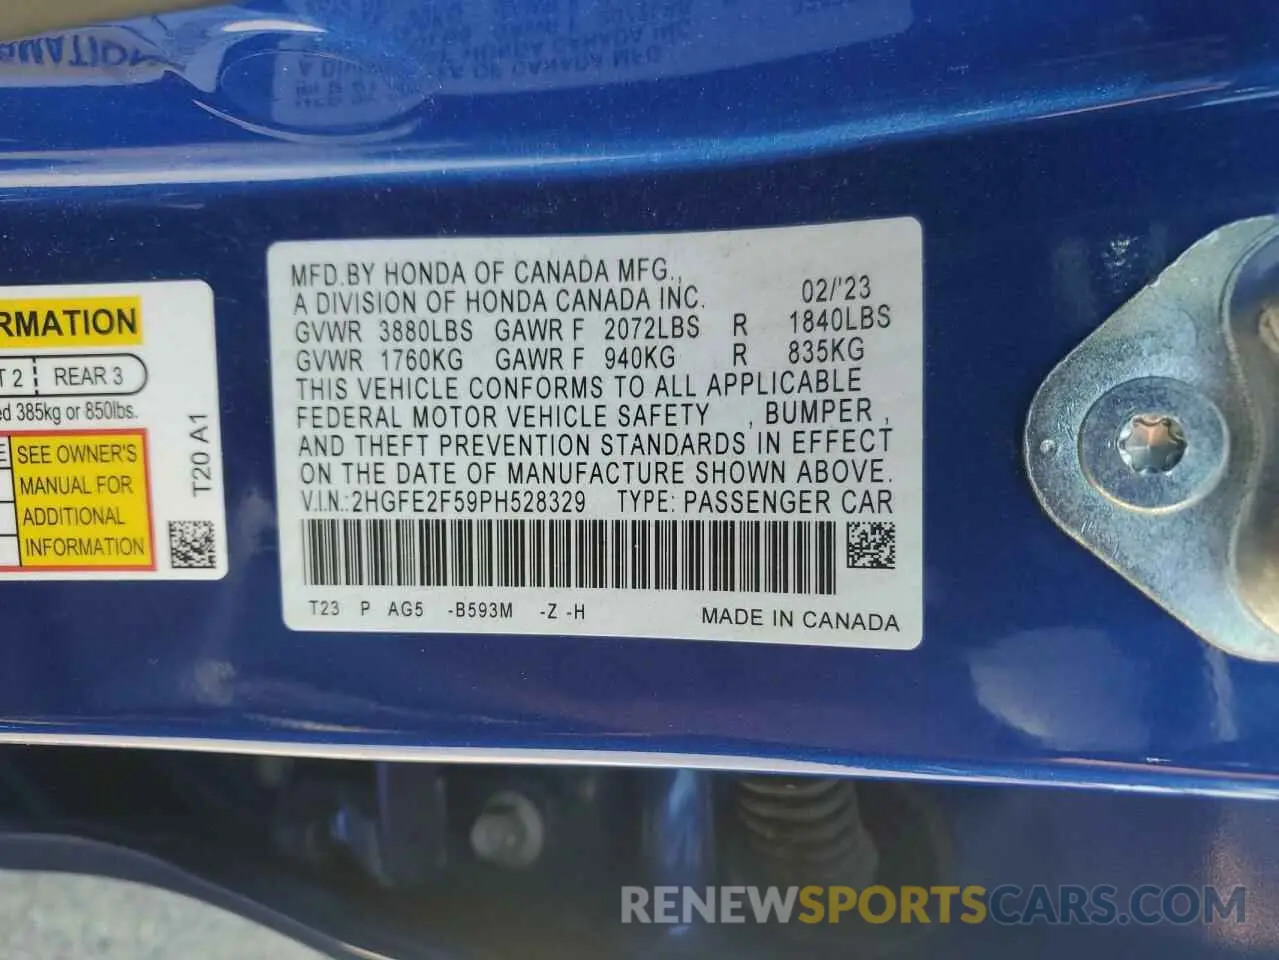 MFD.BY HONDA OF CANADA MFG.,
A DIVISION OF HONDA CANADA INC. 02/'23
GVWR 3880LBS GAWR F 2072LBS R 1840LBS
GVWR 1760KG GAWR F 940KG R 835KG
THIS VEHICLE CONFORMS TO ALL APPLICABLE
FEDERAL MOTOR VEHICLE SAFETY , BUMPER ,
AND THEFT PREVENTION STANDARDS IN EFFECT
ON THE DATE OF MANUFACTURE SHOWN ABOVE.
V.I.N.:2HGFE2F59PH528329 TYPE: PASSENGER CAR
T23 P AG5 -B593M -Z -H MADE IN CANADA
RMATION
T 2 REAR 3
ed 385kg or 850lbs.
SEE OWNER'S
MANUAL FOR
ADDITIONAL
INFORMATION
T20 A1
RENEWSPORTSCARS.COM